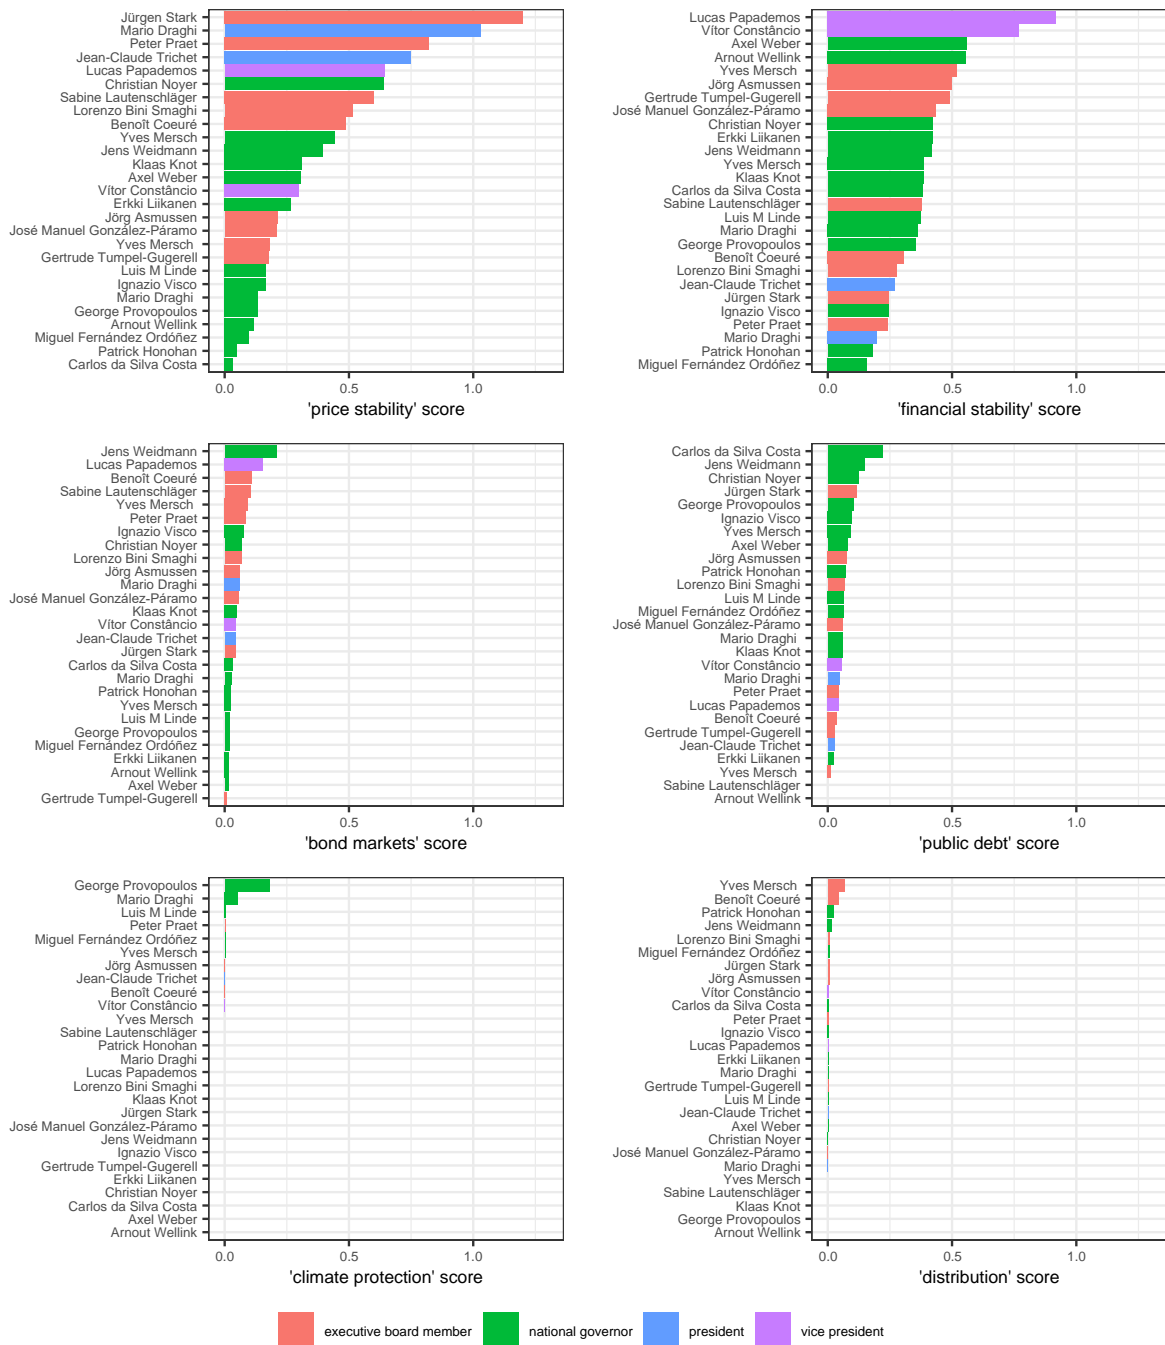 Jürgen Stark
Mario Draghi
Peter Praet
Jean-Claude Trichet
Lucas Papademos
Christian Noyer
Sabine Lautenschläger
Lorenzo Bini Smaghi
Benoît Coeuré
Yves Mersch
Jens Weidmann
Klaas Knot
Axel Weber
Vítor Constâncio
Erkki Liikanen
Jörg Asmussen
José Manuel González-Páramo
Yves Mersch
Gertrude Tumpel-Gugerell
Luis M Linde
Ignazio Visco
Mario Draghi
George Provopoulos
Arnout Wellink
Miguel Fernández Ordóñez
Patrick Honohan
Carlos da Silva Costa
0.0 0.5 1.0
'price stability' score
Lucas Papademos
Vítor Constâncio
Axel Weber
Arnout Wellink
Yves Mersch
Jörg Asmussen
Gertrude Tumpel-Gugerell
José Manuel González-Páramo
Christian Noyer
Erkki Liikanen
Jens Weidmann
Yves Mersch
Klaas Knot
Carlos da Silva Costa
Sabine Lautenschläger
Luis M Linde
Mario Draghi
George Provopoulos
Benoît Coeuré
Lorenzo Bini Smaghi
Jean-Claude Trichet
Jürgen Stark
Ignazio Visco
Peter Praet
Mario Draghi
Patrick Honohan
Miguel Fernández Ordóñez
0.0 0.5 1.0
'financial stability' score
Jens Weidmann
Lucas Papademos
Benoît Coeuré
Sabine Lautenschläger
Yves Mersch
Peter Praet
Ignazio Visco
Christian Noyer
Lorenzo Bini Smaghi
Jörg Asmussen
Mario Draghi
José Manuel González-Páramo
Klaas Knot
Vítor Constâncio
Jean-Claude Trichet
Jürgen Stark
Carlos da Silva Costa
Mario Draghi
Patrick Honohan
Yves Mersch
Luis M Linde
George Provopoulos
Miguel Fernández Ordóñez
Erkki Liikanen
Arnout Wellink
Axel Weber
Gertrude Tumpel-Gugerell
0.0 0.5 1.0
'bond markets' score
Carlos da Silva Costa
Jens Weidmann
Christian Noyer
Jürgen Stark
George Provopoulos
Ignazio Visco
Yves Mersch
Axel Weber
Jörg Asmussen
Patrick Honohan
Lorenzo Bini Smaghi
Luis M Linde
Miguel Fernández Ordóñez
José Manuel González-Páramo
Mario Draghi
Klaas Knot
Vítor Constâncio
Mario Draghi
Peter Praet
Lucas Papademos
Benoît Coeuré
Gertrude Tumpel-Gugerell
Jean-Claude Trichet
Erkki Liikanen
Yves Mersch
Sabine Lautenschläger
Arnout Wellink
0.0 0.5 1.0
'public debt' score
George Provopoulos
Mario Draghi
Luis M Linde
Peter Praet
Miguel Fernández Ordóñez
Yves Mersch
Jörg Asmussen
Jean-Claude Trichet
Benoît Coeuré
Vítor Constâncio
Yves Mersch
Sabine Lautenschläger
Patrick Honohan
Mario Draghi
Lucas Papademos
Lorenzo Bini Smaghi
Klaas Knot
Jürgen Stark
José Manuel González-Páramo
Jens Weidmann
Ignazio Visco
Gertrude Tumpel-Gugerell
Erkki Liikanen
Christian Noyer
Carlos da Silva Costa
Axel Weber
Arnout Wellink
0.0 0.5 1.0
'climate protection' score
Yves Mersch
Benoît Coeuré
Patrick Honohan
Jens Weidmann
Lorenzo Bini Smaghi
Miguel Fernández Ordóñez
Jürgen Stark
Jörg Asmussen
Vítor Constâncio
Carlos da Silva Costa
Peter Praet
Ignazio Visco
Lucas Papademos
Erkki Liikanen
Mario Draghi
Gertrude Tumpel-Gugerell
Luis M Linde
Jean-Claude Trichet
Axel Weber
Christian Noyer
José Manuel González-Páramo
Mario Draghi
Yves Mersch
Sabine Lautenschläger
Klaas Knot
George Provopoulos
Arnout Wellink
0.0 0.5 1.0
'distribution' score
executive board member national governor president vice president